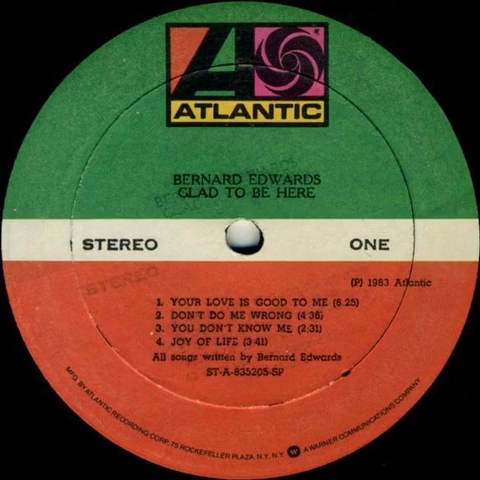 ATLANTIC
BERNARD EDWARDS
GLAD TO BE HERE
STEREO
ONE
(P) 1983 Atlantic
1. YOUR LOVE IS GOOD TO ME (6.25)
2. DON'T DO ME WRONG (4:36)
3. YOU DON'T KNOW ME (2:31)
4. JOY OF LIFE (3:41)
All songs written by Bernard Edwards
ST-A-835205-SP
MFG. BY ATLANTIC RECORDING CORP., 75 ROCKEFELLER PLAZA, N.Y. N.Y. A WARNER COMMUNICATIONS COMPANY